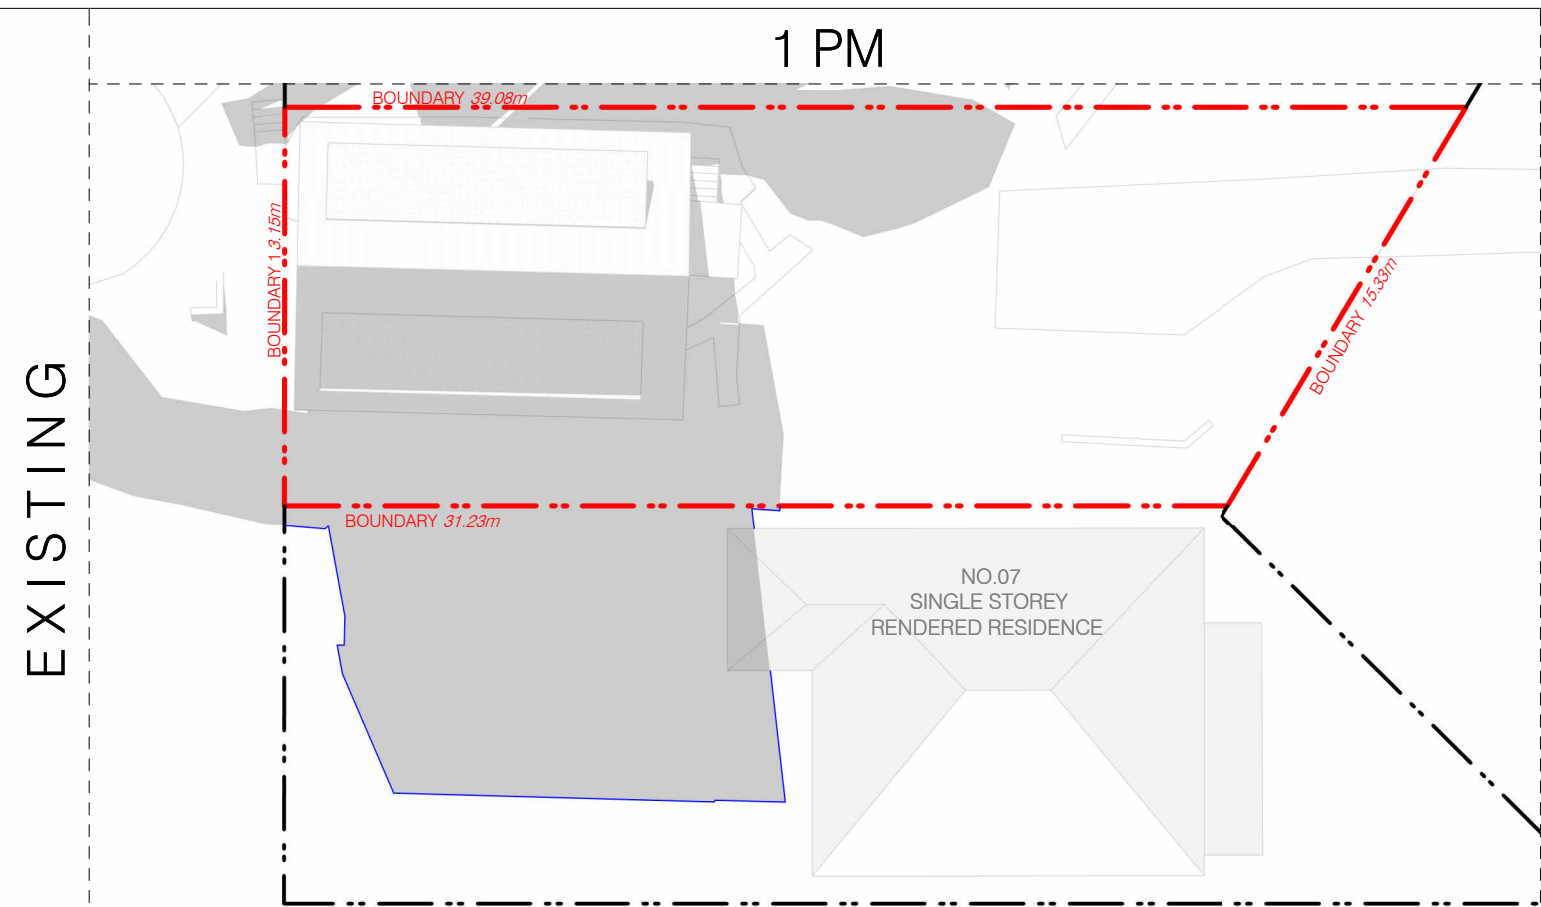 1 PM
BOUNDARY 39.08m
BOUNDARY 13.15m
BOUNDARY 15.33m
EXISTING
BOUNDARY 31.23m
NO.07
SINGLE STOREY
RENDERED RESIDENCE